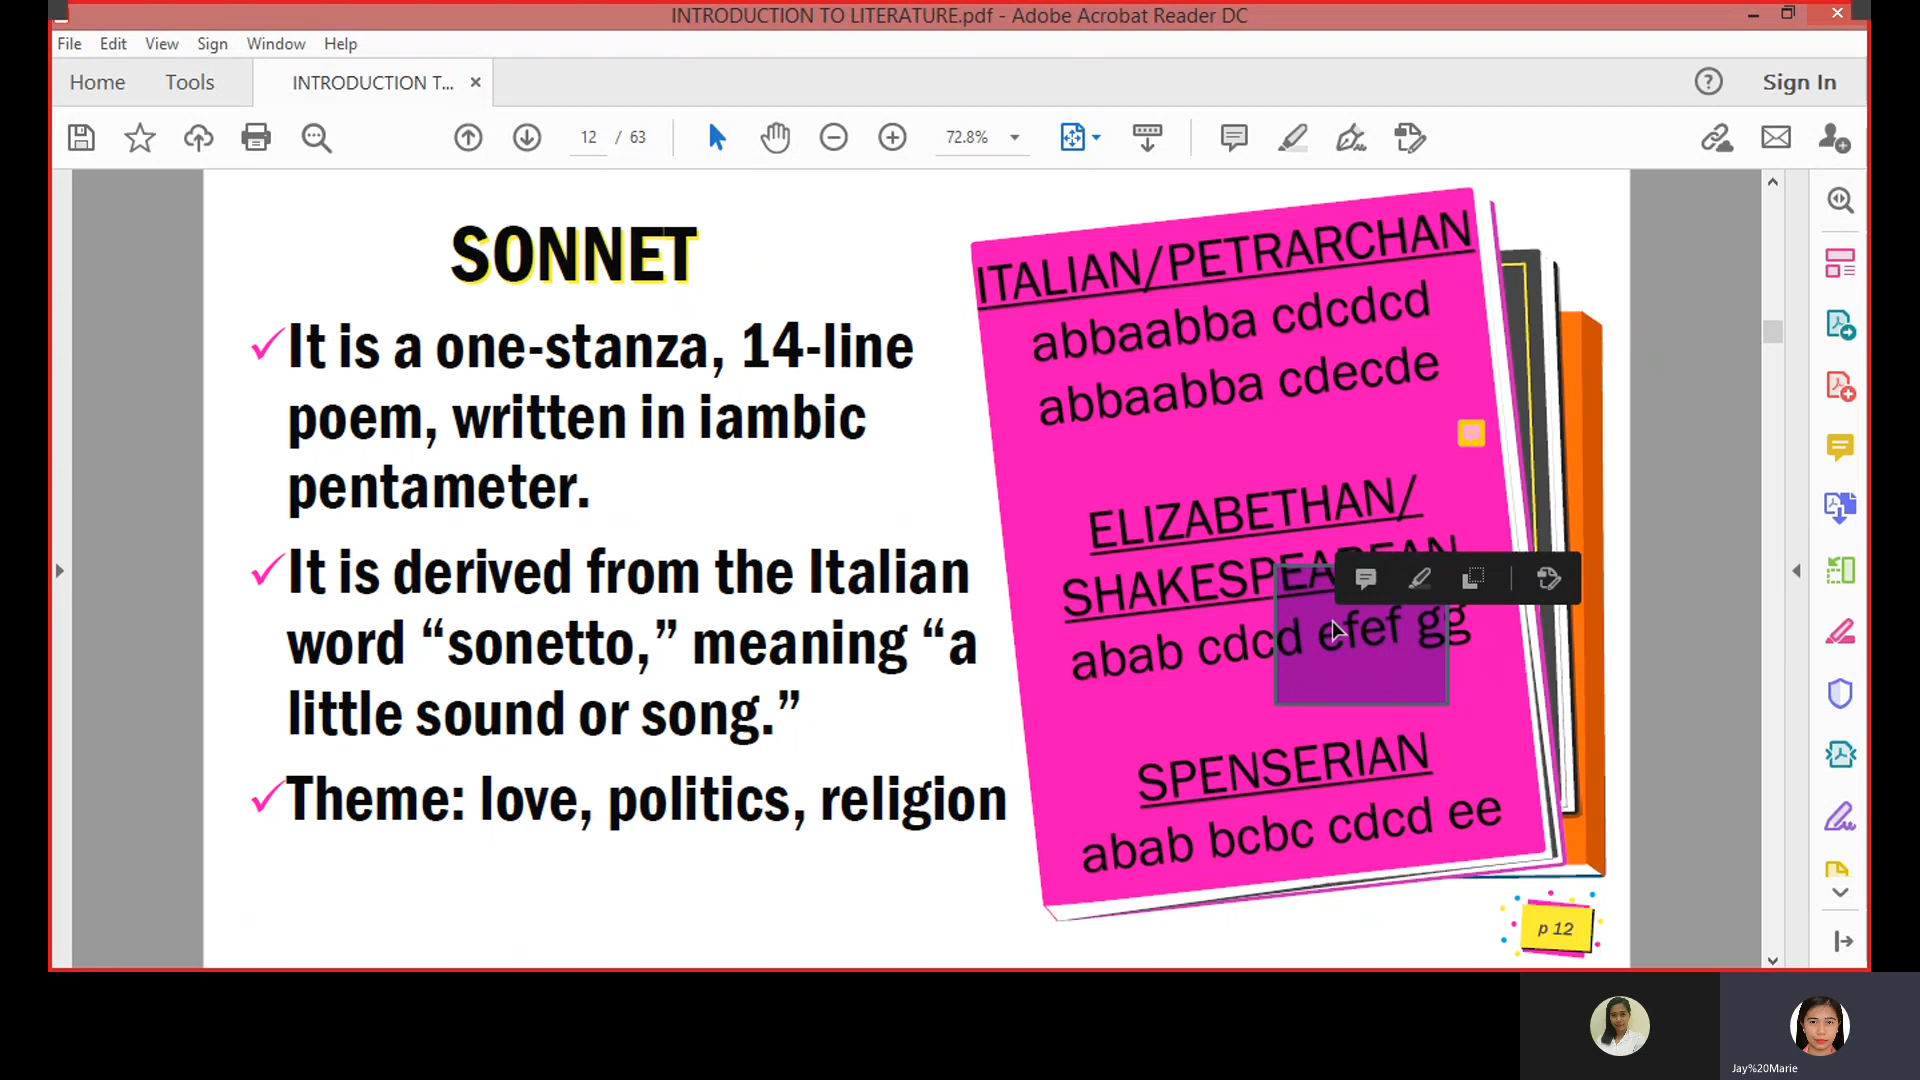 INTRODUCTION TO LITERATURE.pdf - Adobe Acrobat Reader DC
File Edit View Sign Window Help
Home Tools INTRODUCTION T... × Sign In
12 / 63 72.8%
SONNET
✓It is a one-stanza, 14-line
poem, written in iambic
pentameter.
✓It is derived from the Italian
word “sonetto,” meaning “a
little sound or song.”
✓Theme: love, politics, religion
ITALIAN/PETRARCHAN
abbaabba cdcdcd
abbaabba cdecde
ELIZABETHAN/
SHAKESPEAREAN
abab cdcd efef gg
SPENSERIAN
abab bcbc cdcd ee
p 12
Jay%20Marie